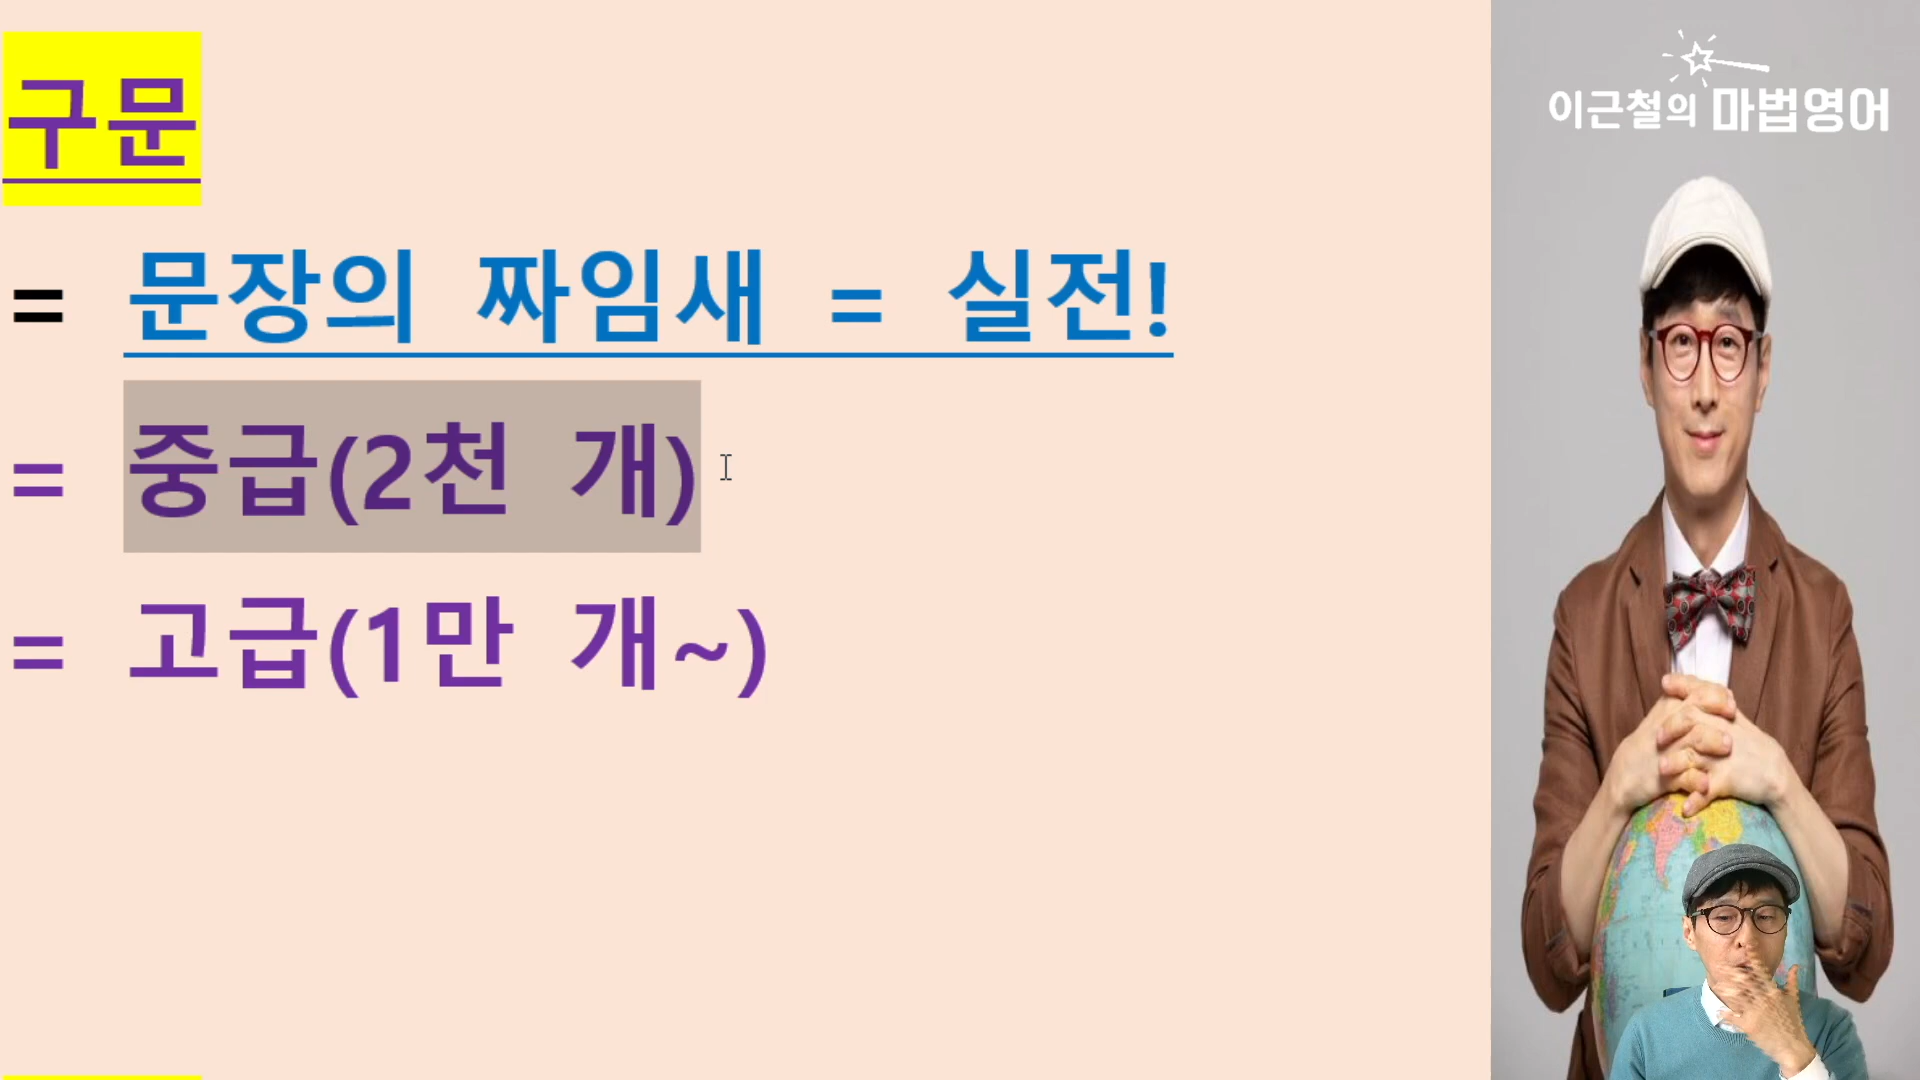 구문
= 문장의 짜임새 = 실전!
= 중급(2천 개)
= 고급(1만 개~)
이근철의 마법영어